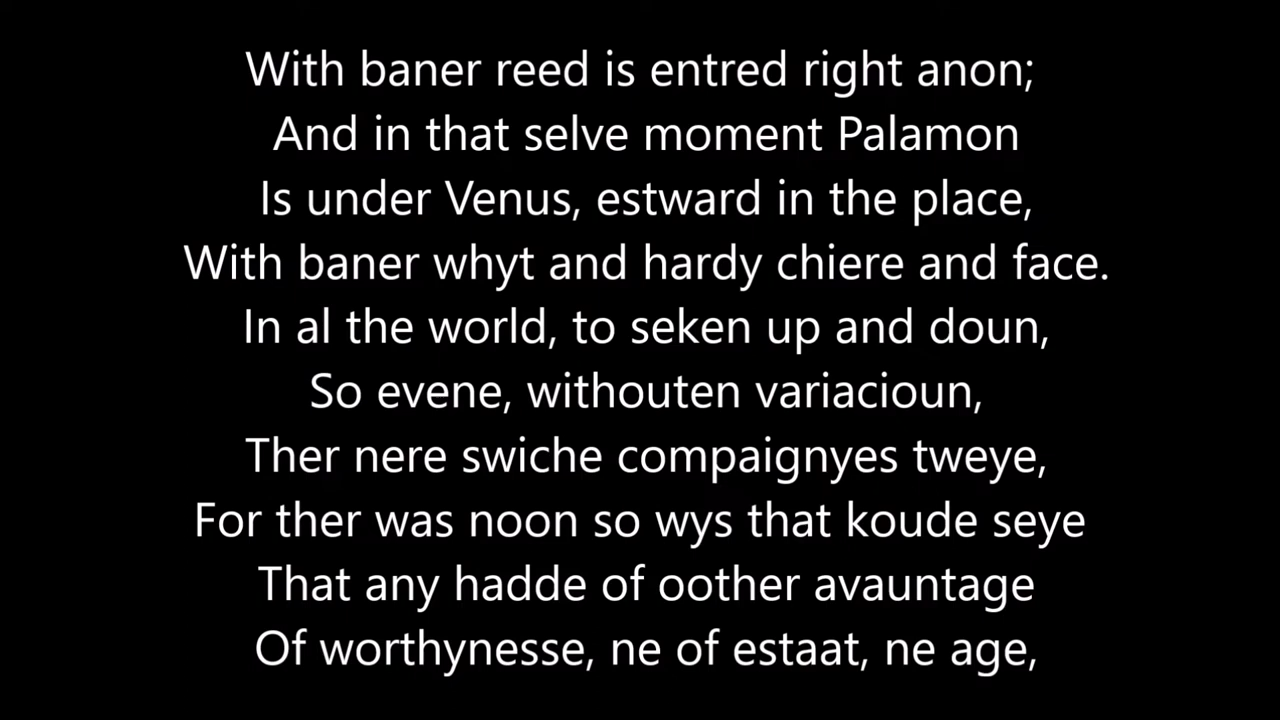 With baner reed is entred right anon;
And in that selve moment Palamon
Is under Venus, estward in the place,
With baner whyt and hardy chiere and face.
In al the world, to seken up and doun,
So evene, withouten variacioun,
Ther nere swiche compaignyes tweye,
For ther was noon so wys that koude seye
That any hadde of oother avauntage
Of worthynesse, ne of estaat, ne age,